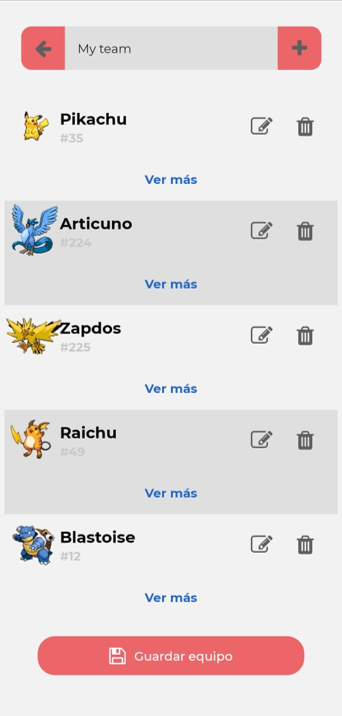 My team
Pikachu
#35
Ver más
Articuno
#224
Ver más
Zapdos
#225
Ver más
Raichu
#49
Ver más
Blastoise
#12
Ver más
Guardar equipo